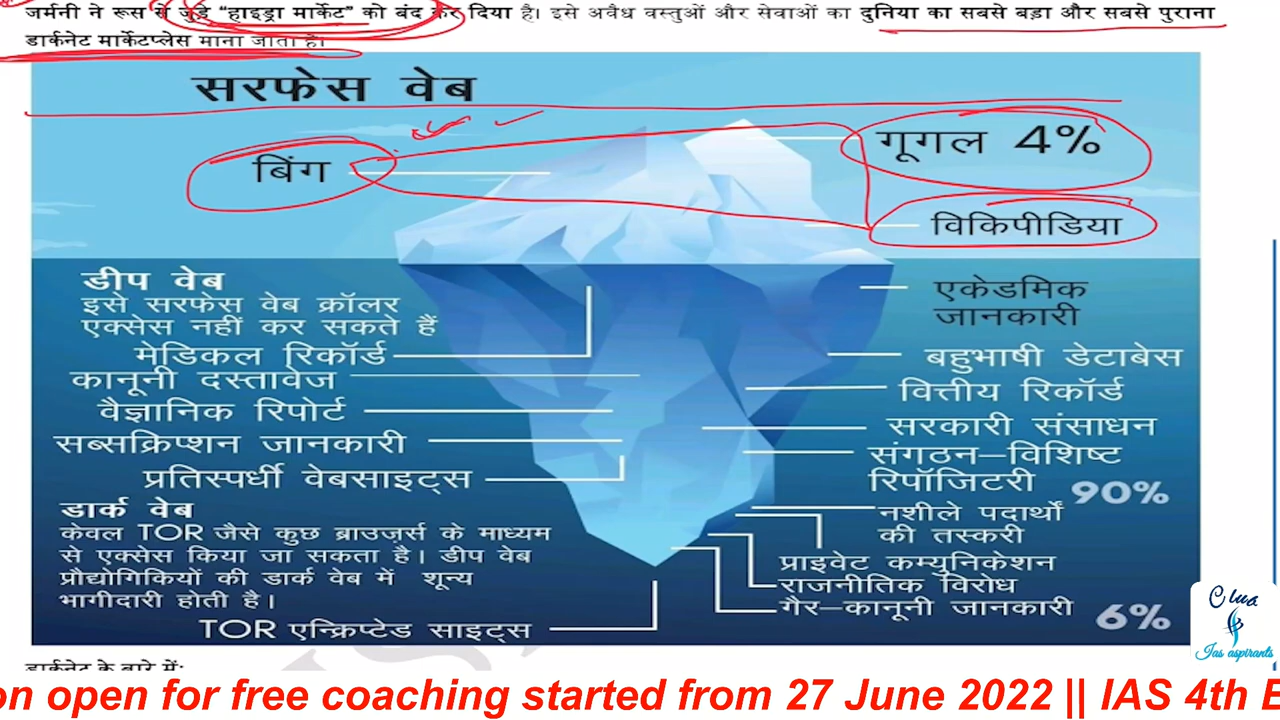 जर्मनी ने रूस से जुड़े “हाइड्रा मार्केट” को बंद कर दिया है। इसे अवैध वस्तुओं और सेवाओं का दुनिया का सबसे बड़ा और सबसे पुराना
डार्कनेट मार्केटप्लेस माना जाता है।
सरफेस वेब
बिंग
गूगल 4%
विकिपीडिया
डीप वेब
इसे सरफेस वेब क्रॉलर
एक्सेस नहीं कर सकते हैं
मेडिकल रिकॉर्ड
कानूनी दस्तावेज
वैज्ञानिक रिपोर्ट
सब्सक्रिप्शन जानकारी
प्रतिस्पर्धी वेबसाइट्स
एकेडमिक
जानकारी
बहुभाषी डेटाबेस
वित्तीय रिकॉर्ड
सरकारी संसाधन
संगठन–विशिष्ट
रिपॉजिटरी
90%
डार्क वेब
केवल TOR जैसे कुछ ब्राउज़र्स के माध्यम
से एक्सेस किया जा सकता है। डीप वेब
प्रौद्योगिकियों की डार्क वेब में शून्य
भागीदारी होती है।
TOR एन्क्रिप्टेड साइट्स
नशीले पदार्थों
की तस्करी
प्राइवेट कम्युनिकेशन
राजनीतिक विरोध
गैर–कानूनी जानकारी
6%
Ias aspirants
डार्कनेट के बारे में:
on open for free coaching started from 27 June 2022 || IAS 4th E